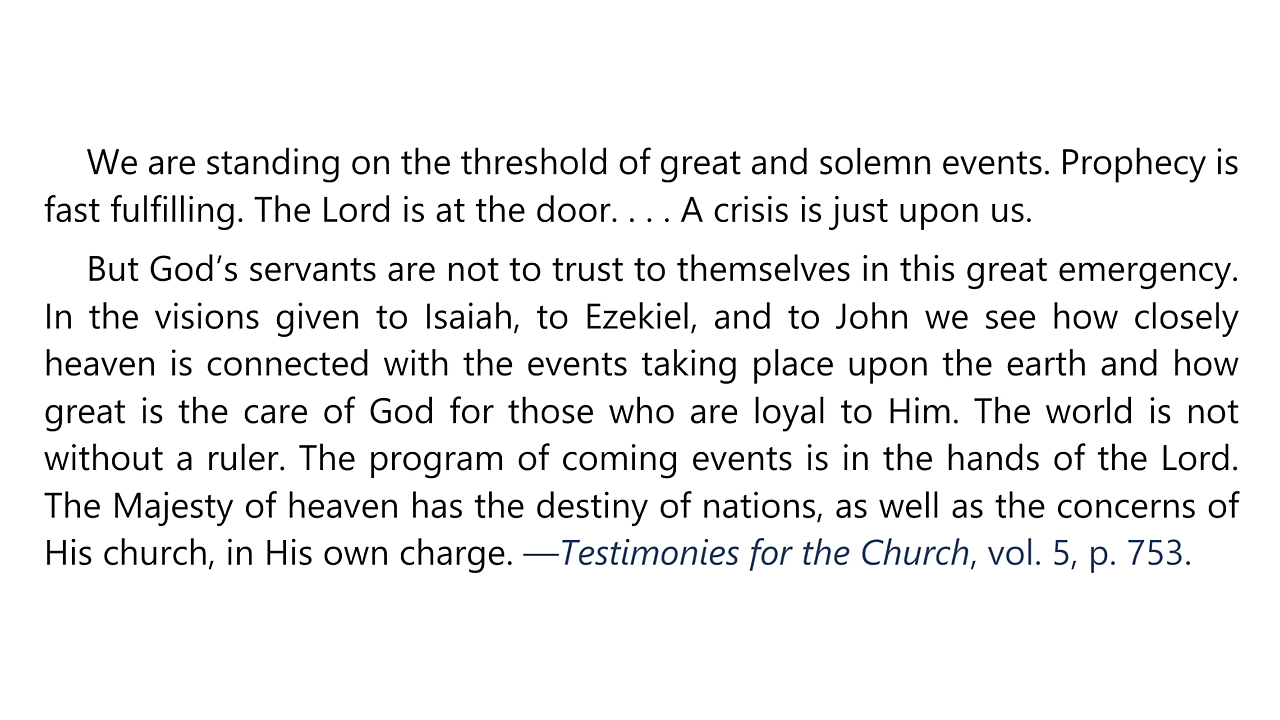 We are standing on the threshold of great and solemn events. Prophecy is
fast fulfilling. The Lord is at the door. . . . A crisis is just upon us.
But God’s servants are not to trust to themselves in this great emergency.
In the visions given to Isaiah, to Ezekiel, and to John we see how closely
heaven is connected with the events taking place upon the earth and how
great is the care of God for those who are loyal to Him. The world is not
without a ruler. The program of coming events is in the hands of the Lord.
The Majesty of heaven has the destiny of nations, as well as the concerns of
His church, in His own charge. —Testimonies for the Church, vol. 5, p. 753.